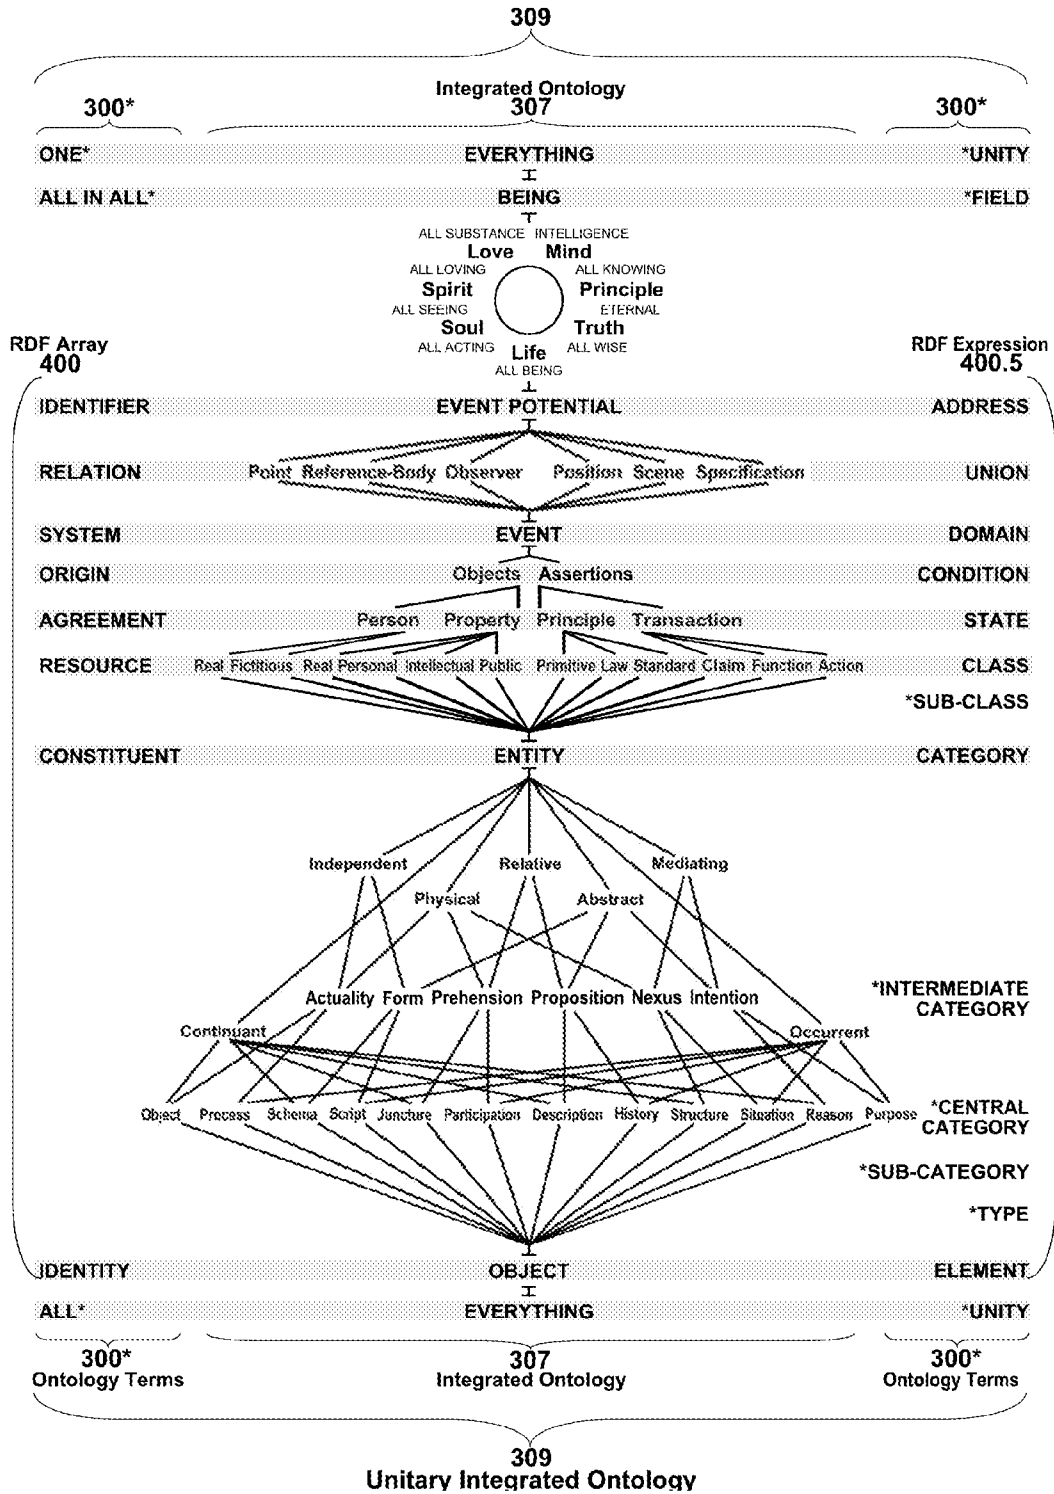 309
Integrated Ontology
300* 307 300*
ONE* EVERYTHING *UNITY
ALL IN ALL* BEING *FIELD
ALL SUBSTANCE INTELLIGENCE
Love Mind
ALL LOVING ALL KNOWING
Spirit Principle
ALL SEEING ETERNAL
Soul Truth
ALL ACTING ALL WISE
Life
ALL BEING
RDF Array RDF Expression
400 400.5
IDENTIFIER EVENT POTENTIAL ADDRESS
RELATION Point Reference-Body Observer Position Scene Specification UNION
SYSTEM EVENT DOMAIN
ORIGIN Objects Assertions CONDITION
AGREEMENT Person Property Principle Transaction STATE
RESOURCE Real Fictitious Real Personal Intellectual Public Primitive Law Standard Claim Function Action CLASS
*SUB-CLASS
CONSTITUENT ENTITY CATEGORY
Independent Relative Mediating
Physical Abstract
Actuality Form Prehension Proposition Nexus Intention
*INTERMEDIATE
CATEGORY
Continuant Occurrent
Object Process Schema Script Juncture Participation Description History Structure Situation Reason Purpose
*CENTRAL
CATEGORY
*SUB-CATEGORY
*TYPE
IDENTITY OBJECT ELEMENT
ALL* EVERYTHING *UNITY
300* 307 300*
Ontology Terms Integrated Ontology Ontology Terms
309
Unitary Integrated Ontology